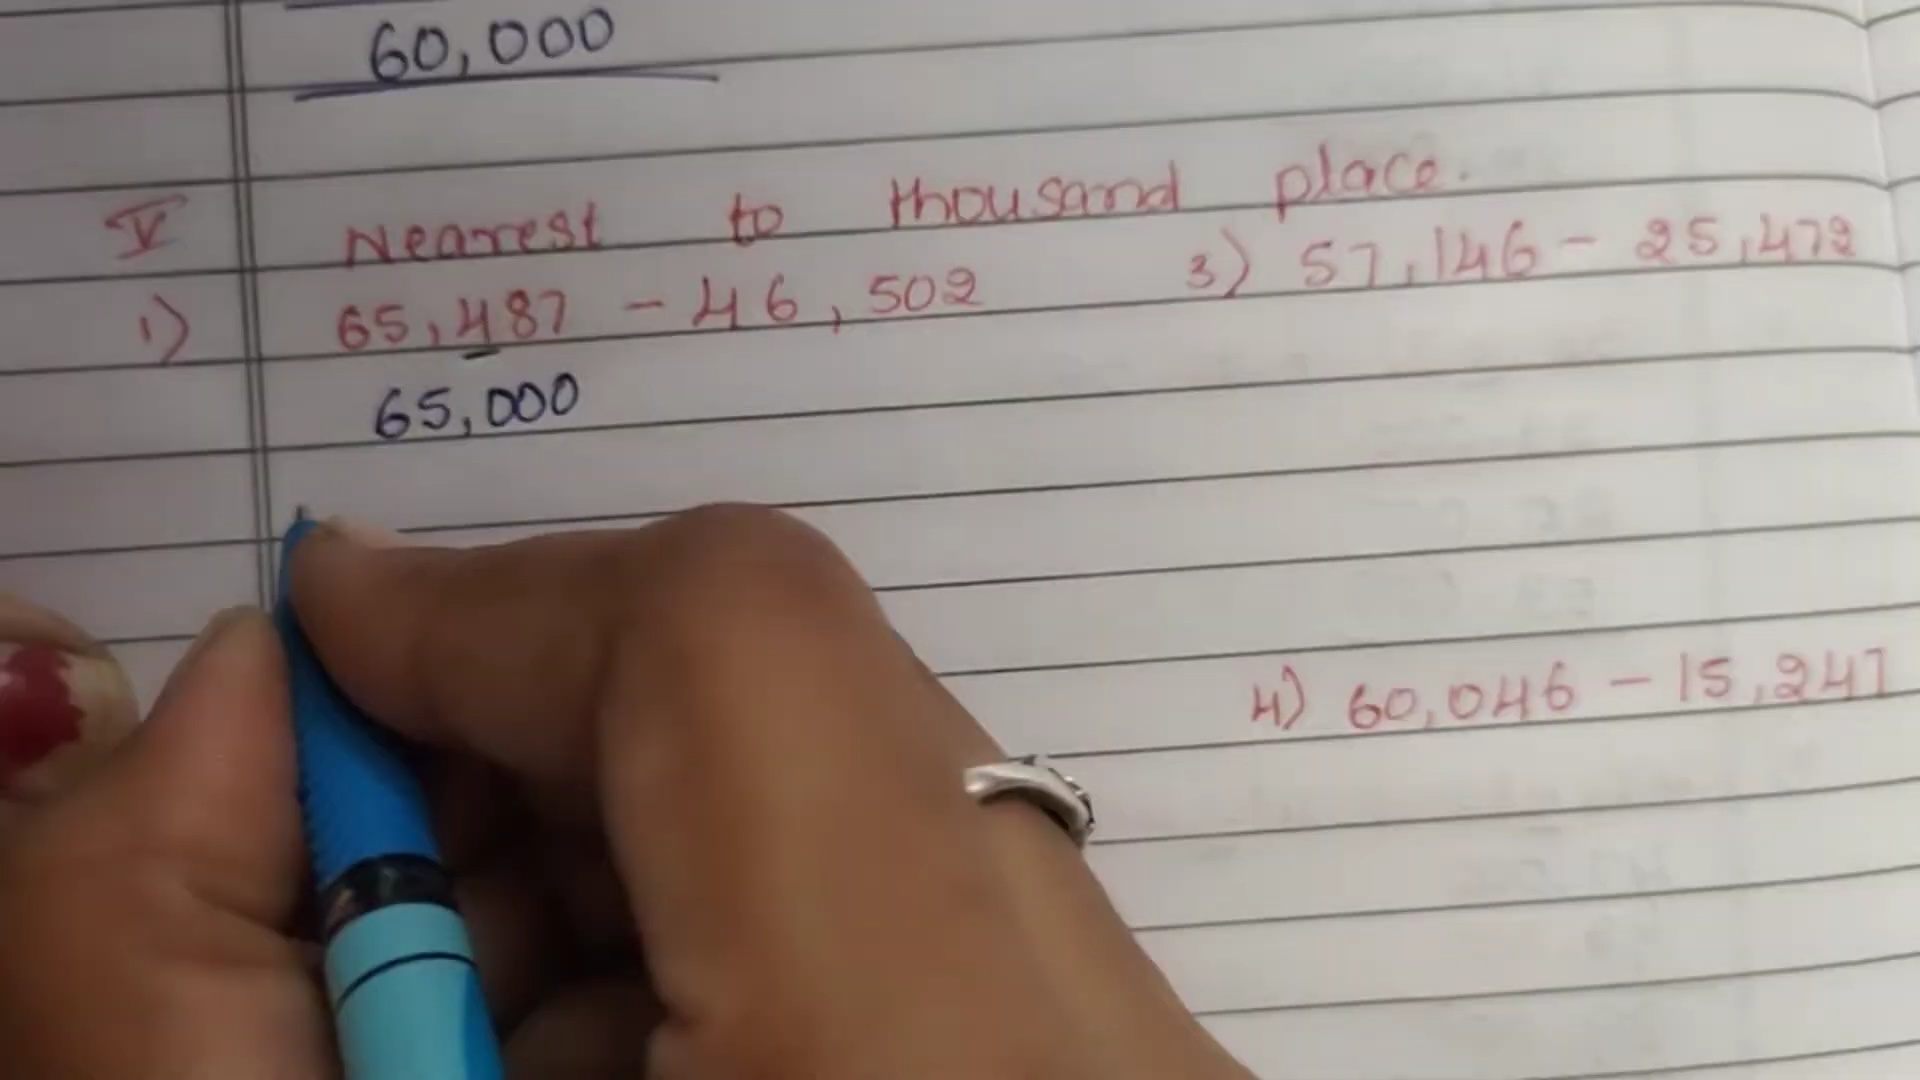 60,000
V Nearest to thousand place.
1) 65,487 - 46,502
65,000
3) 57,146 - 25,472
4) 60,046 - 15,247